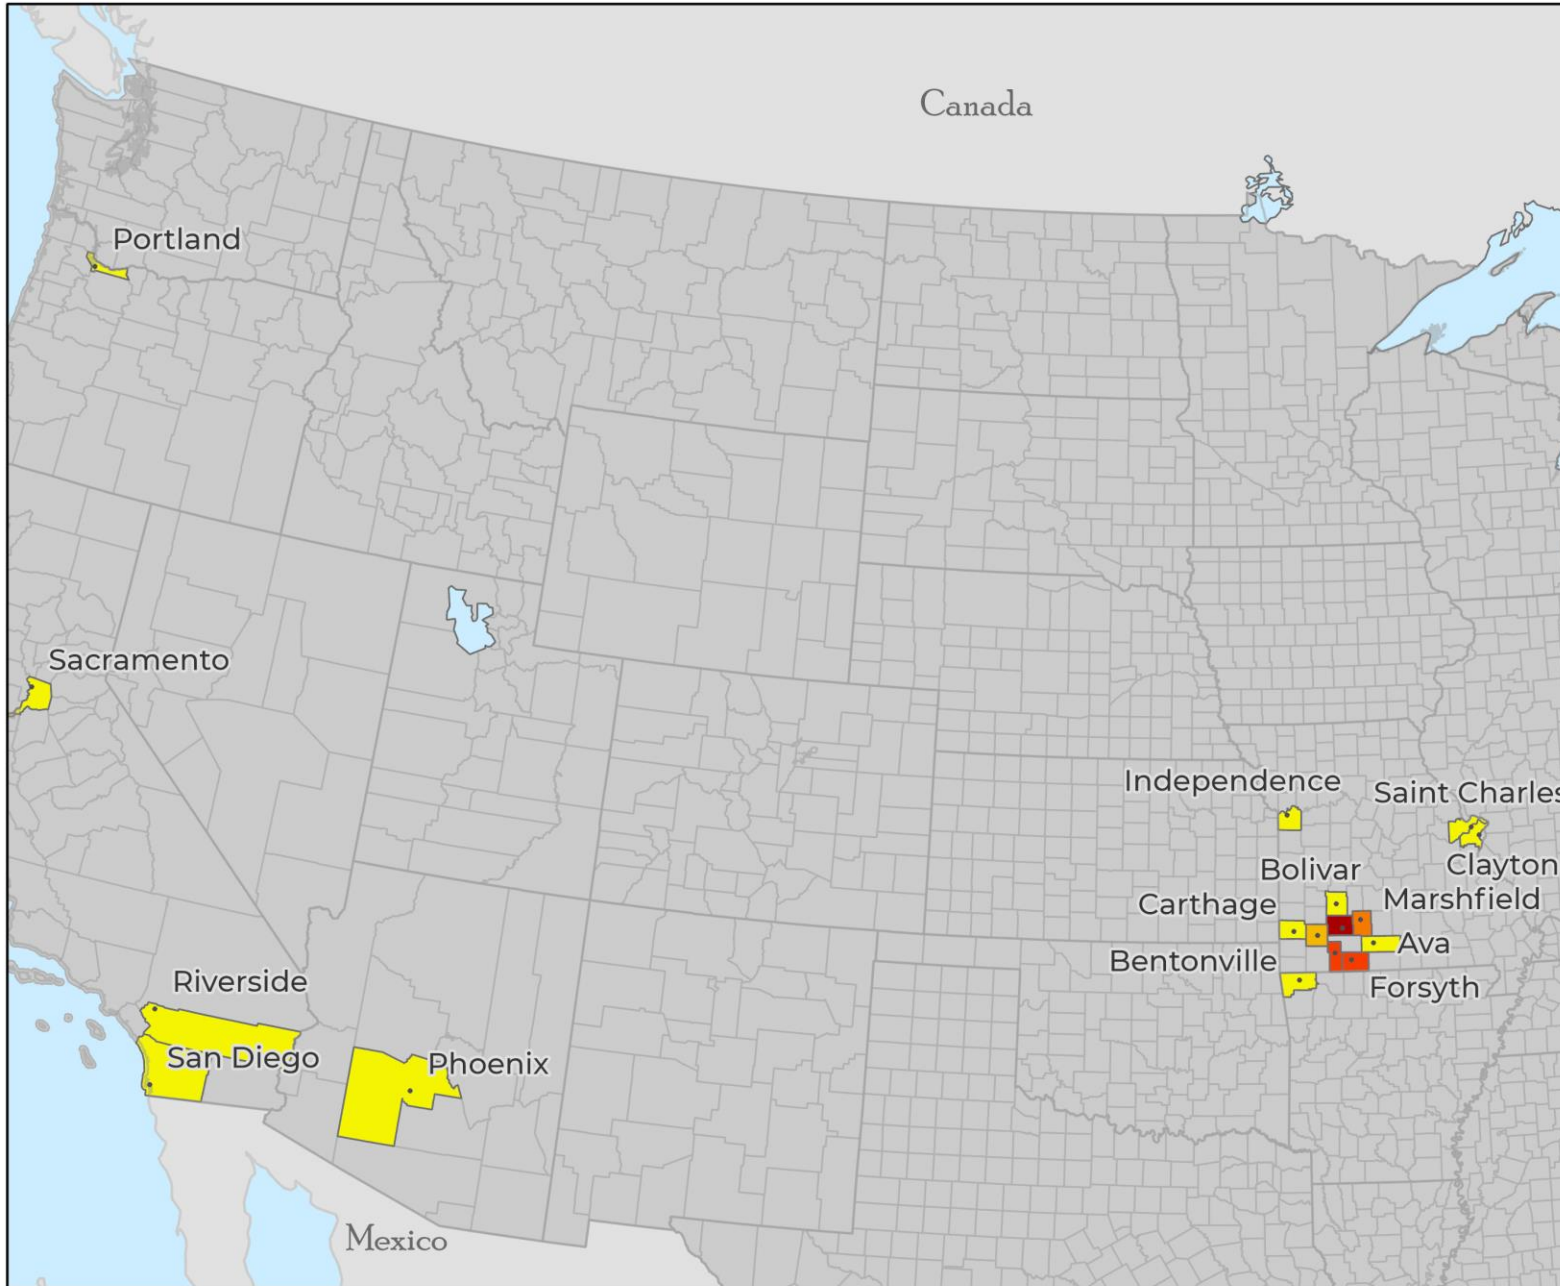 Canada
Portland
Sacramento
Independence
Saint Charles
Bolivar
Clayton
Carthage
Marshfield
Ava
Bentonville
Riverside
Forsyth
San Diego
Phoenix
Mexico